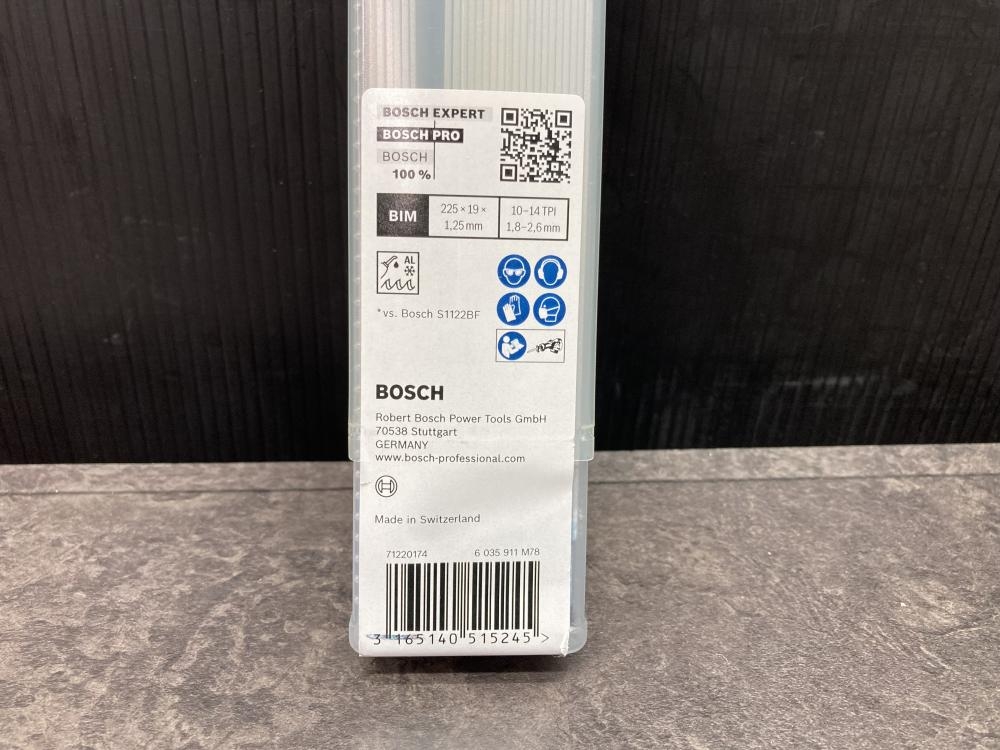 BOSCH EXPERT
BOSCH PRO
BOSCH
100 %
BIM
225 × 19 ×
1,25 mm
10–14 TPI
1,8–2,6 mm
AL
*vs. Bosch S1122BF
BOSCH
Robert Bosch Power Tools GmbH
70538 Stuttgart
GERMANY
www.bosch-professional.com
Made in Switzerland
71220174 6 035 911 M78
3 165140 515245 >